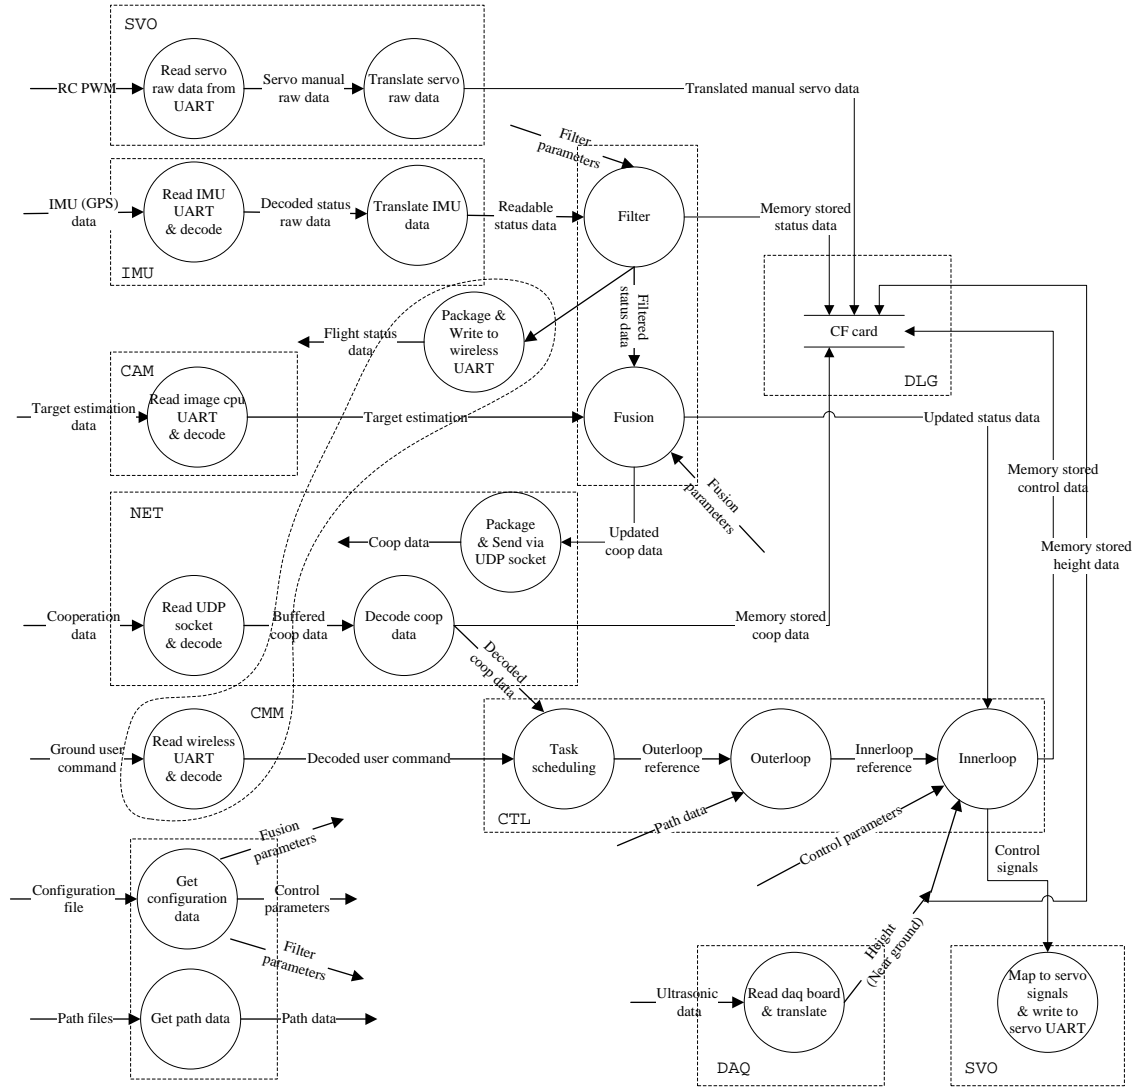 SVO
RC PWM
Read servo
raw data from
UART
Servo manual
raw data
Translate servo
raw data
Translated manual servo data
Filter
parameters
IMU (GPS)
data
Read IMU
UART
& decode
Decoded status
raw data
Translate IMU
data
Readable
status data
Filter
Memory stored
status data
IMU
Package &
Write to
wireless
UART
Flight status
data
Filtered
status data
CF card
DLG
CAM
Target estimation
data
Read image cpu
UART
& decode
Target estimation
Fusion
Updated status data
Memory stored
control data
Fusion
parameters
NET
Package
& Send via
UDP socket
Coop data
Updated
coop data
Memory stored
height data
Cooperation
data
Read UDP
socket
& decode
Buffered
coop data
Decode coop
data
Memory stored
coop data
Decoded
coop data
CMM
Ground user
command
Read wireless
UART
& decode
Decoded user command
Task
scheduling
Outerloop
reference
Outerloop
Innerloop
reference
Innerloop
CTL
Path data
Control parameters
Control
signals
Fusion
parameters
Configuration
file
Get
configuration
data
Control
parameters
Filter
parameters
Height
(Near ground)
Path files
Get path data
Path data
Ultrasonic
data
Read daq board
& translate
DAQ
Map to servo
signals
& write to
servo UART
SVO